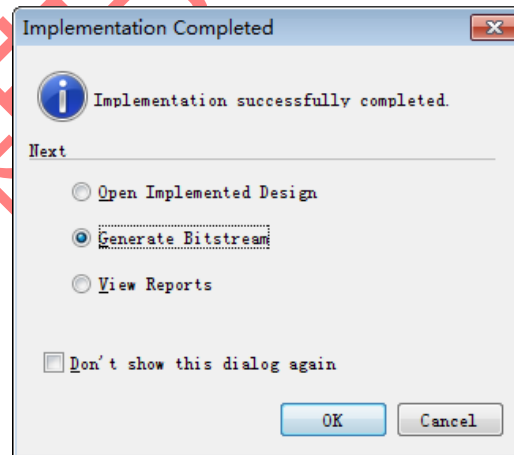 Implementation Completed
Implementation successfully completed.
Next
Open Implemented Design
Generate Bitstream
View Reports
Don't show this dialog again
OK
Cancel